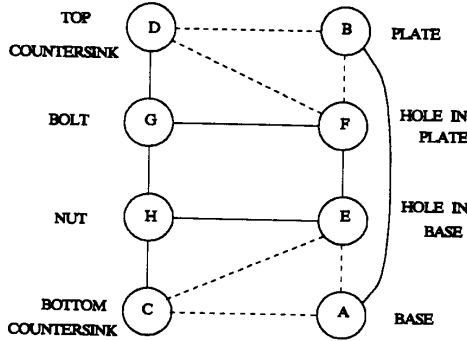 TOP
COUNTERSINK
D
B
PLATE
BOLT
G
F
HOLE IN
PLATE
NUT
H
E
HOLE IN
BASE
BOTTOM
COUNTERSINK
C
A
BASE